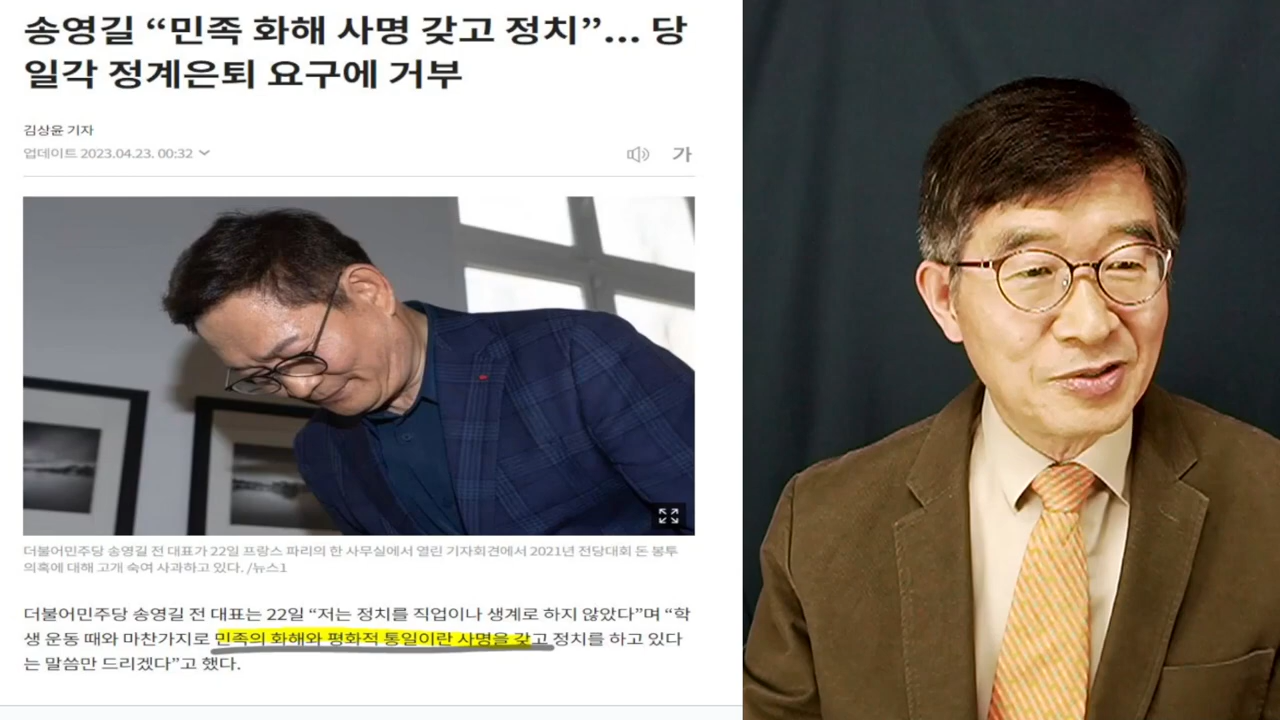 송영길 “민족 화해 사명 갖고 정치”... 당
일각 정계은퇴 요구에 거부
김상윤 기자
업데이트 2023.04.23. 00:32
가
더불어민주당 송영길 전 대표가 22일 프랑스 파리의 한 사무실에서 열린 기자회견에서 2021년 전당대회 돈 봉투
의혹에 대해 고개 숙여 사과하고 있다. /뉴스1
더불어민주당 송영길 전 대표는 22일 “저는 정치를 직업이나 생계로 하지 않았다”며 “학
생 운동 때와 마찬가지로 민족의 화해와 평화적 통일이란 사명을 갖고 정치를 하고 있다
는 말씀만 드리겠다”고 했다.